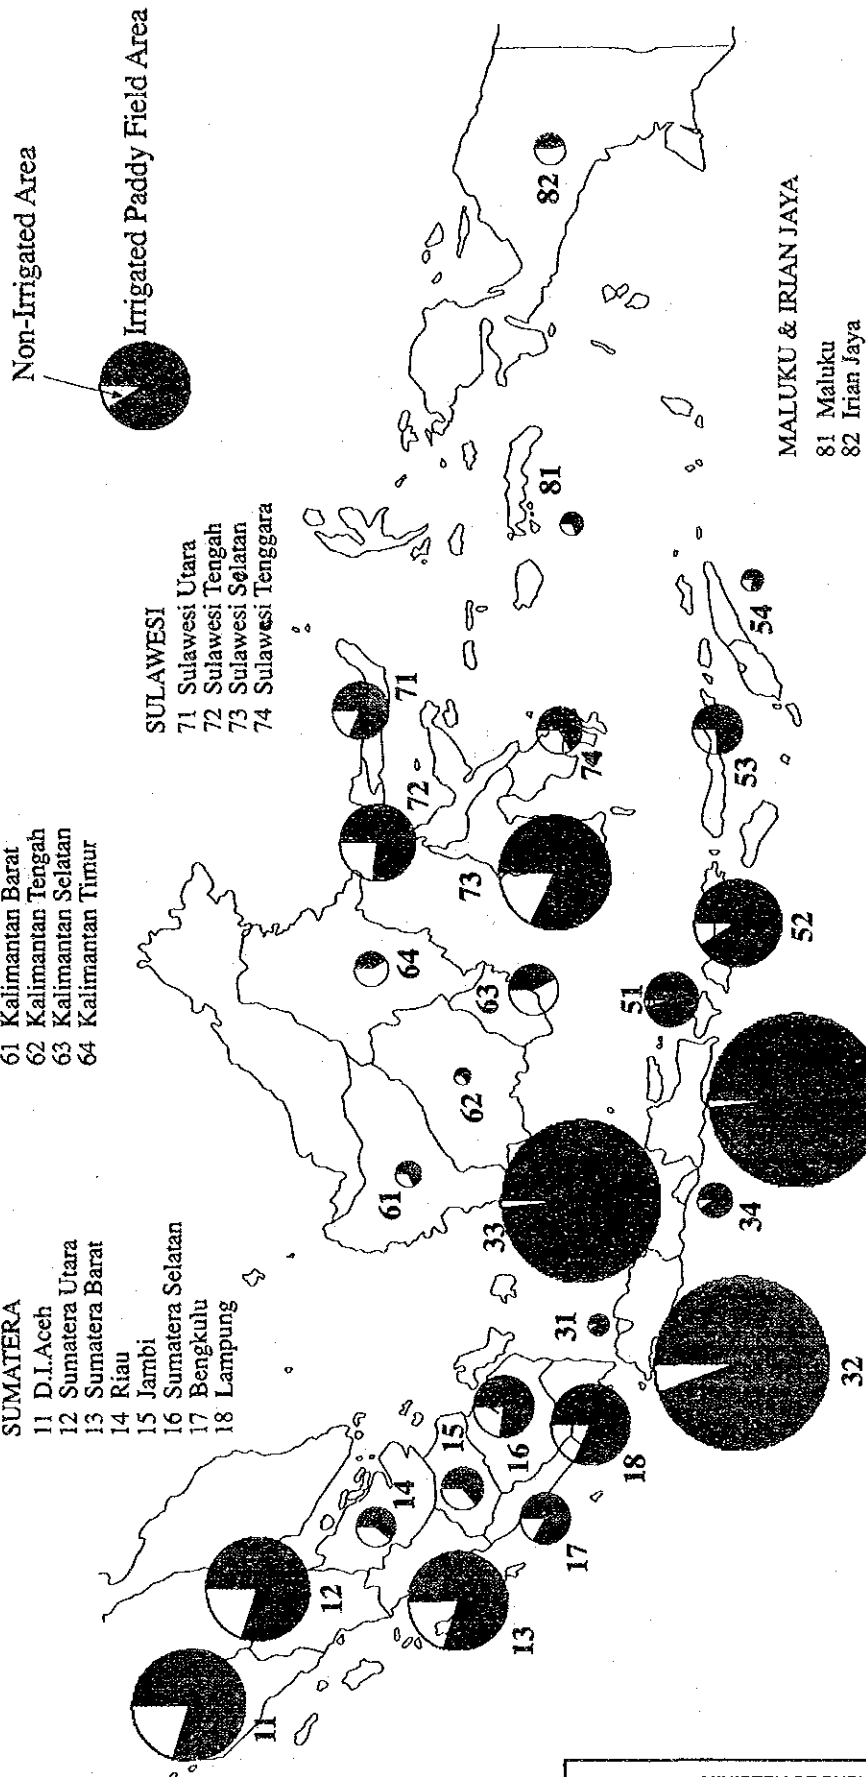 SUMATERA
11 D.I.Aceh
12 Sumatera Utara
13 Sumatera Barat
14 Riau
15 Jambi
16 Sumatera Selatan
17 Bengkulu
18 Lampung
61 Kalimantan Barat
62 Kalimantan Tengah
63 Kalimantan Selatan
64 Kalimantan Timur
SULAWESI
71 Sulawesi Utara
72 Sulawesi Tengah
73 Sulawesi Selatan
74 Sulawesi Tenggara
Non-Irrigated Area
Irrigated Paddy Field Area
MALUKU & IRIAN JAYA
81 Maluku
82 Irian Jaya
11
12
13
14
15
16
17
18
31
32
33
34
51
52
53
54
61
62
63
64
71
72
73
74
81
82